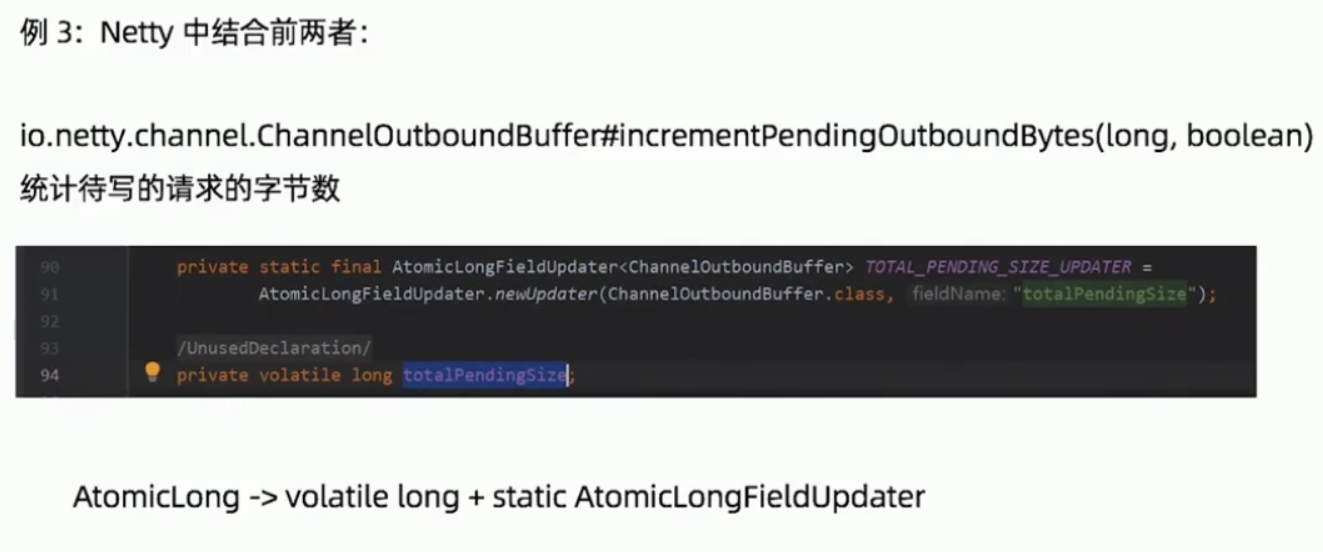 例 3：Netty 中结合前两者：
io.netty.channel.ChannelOutboundBuffer#incrementPendingOutboundBytes(long, boolean)
统计待写的请求的字节数
90 private static final AtomicLongFieldUpdater<ChannelOutboundBuffer> TOTAL_PENDING_SIZE_UPDATER =
91 AtomicLongFieldUpdater.newUpdater(ChannelOutboundBuffer.class, fieldName: "totalPendingSize");
92
93 /UnusedDeclaration/
94 private volatile long totalPendingSize;
AtomicLong -> volatile long + static AtomicLongFieldUpdater